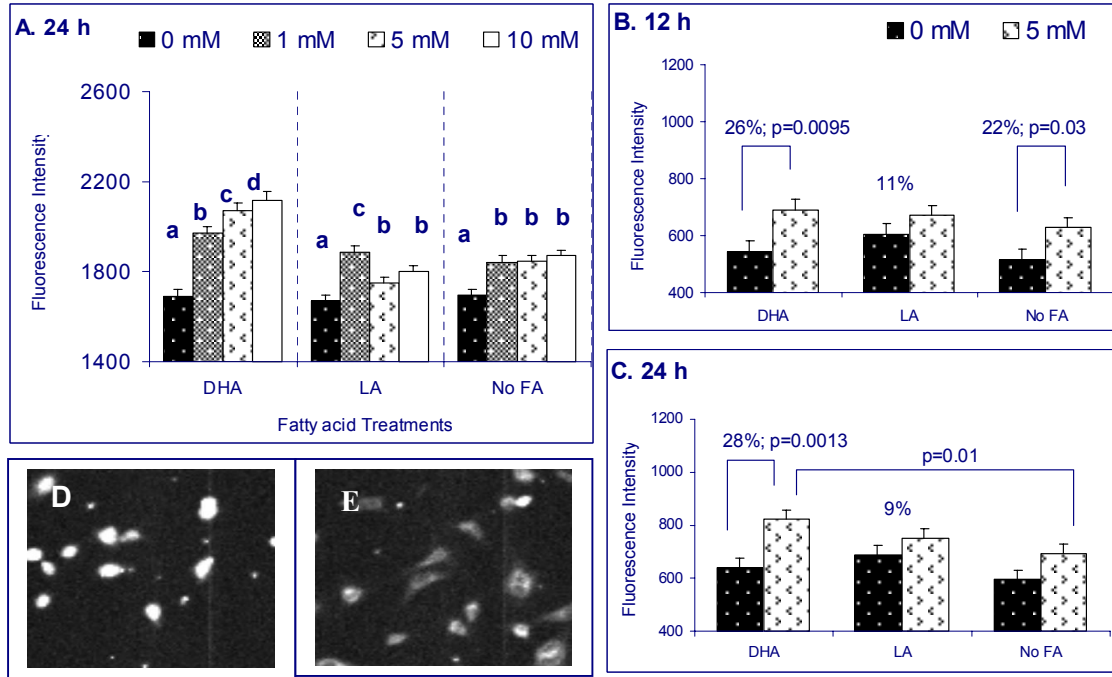 A. 24 h
0 mM 1 mM 5 mM 10 mM
2600
2200
1800
1400
Fluorescence Intensity
a b c d
a c b b
a b b b
DHA LA No FA
Fatty acid Treatments
B. 12 h
0 mM 5 mM
1200
1000
800
600
400
Fluorescence Intensity
26%; p=0.0095
11%
22%; p=0.03
DHA LA No FA
C. 24 h
1200
1000
800
600
400
Fluorescence Intensity
28%; p=0.0013
p=0.01
9%
DHA LA No FA
D
E